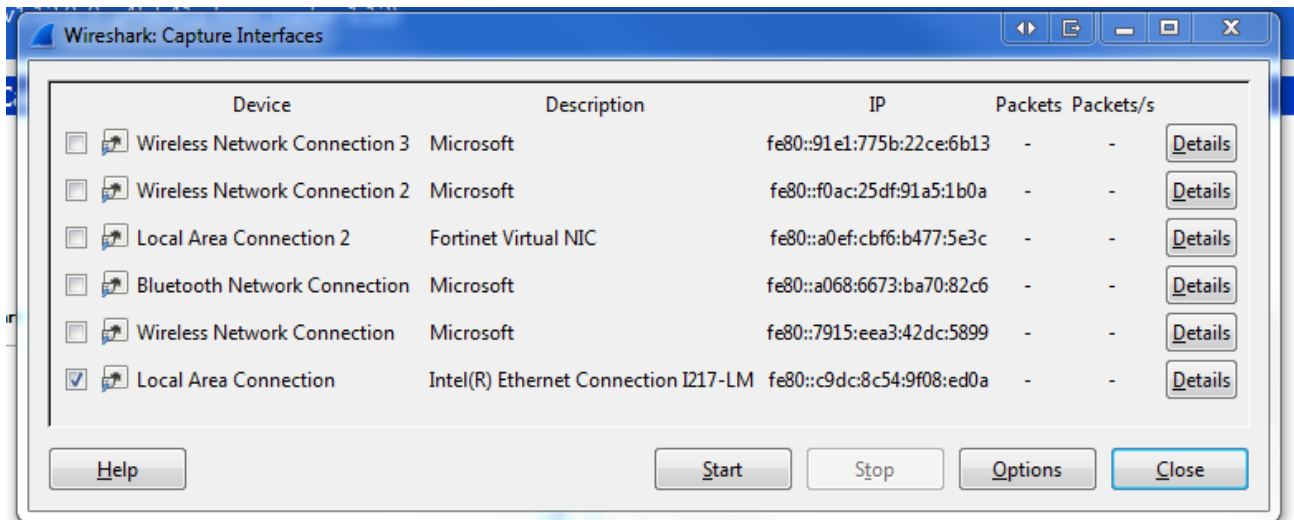 Wireshark: Capture Interfaces
Device Description IP Packets Packets/s
Wireless Network Connection 3 Microsoft fe80::91e1:775b:22ce:6b13 - - Details
Wireless Network Connection 2 Microsoft fe80::f0ac:25df:91a5:1b0a - - Details
Local Area Connection 2 Fortinet Virtual NIC fe80::a0ef:cbf6:b477:5e3c - - Details
Bluetooth Network Connection Microsoft fe80::a068:6673:ba70:82c6 - - Details
Wireless Network Connection Microsoft fe80::7915:eea3:42dc:5899 - - Details
Local Area Connection Intel(R) Ethernet Connection I217-LM fe80::c9dc:8c54:9f08:ed0a - - Details
Help Start Stop Options Close